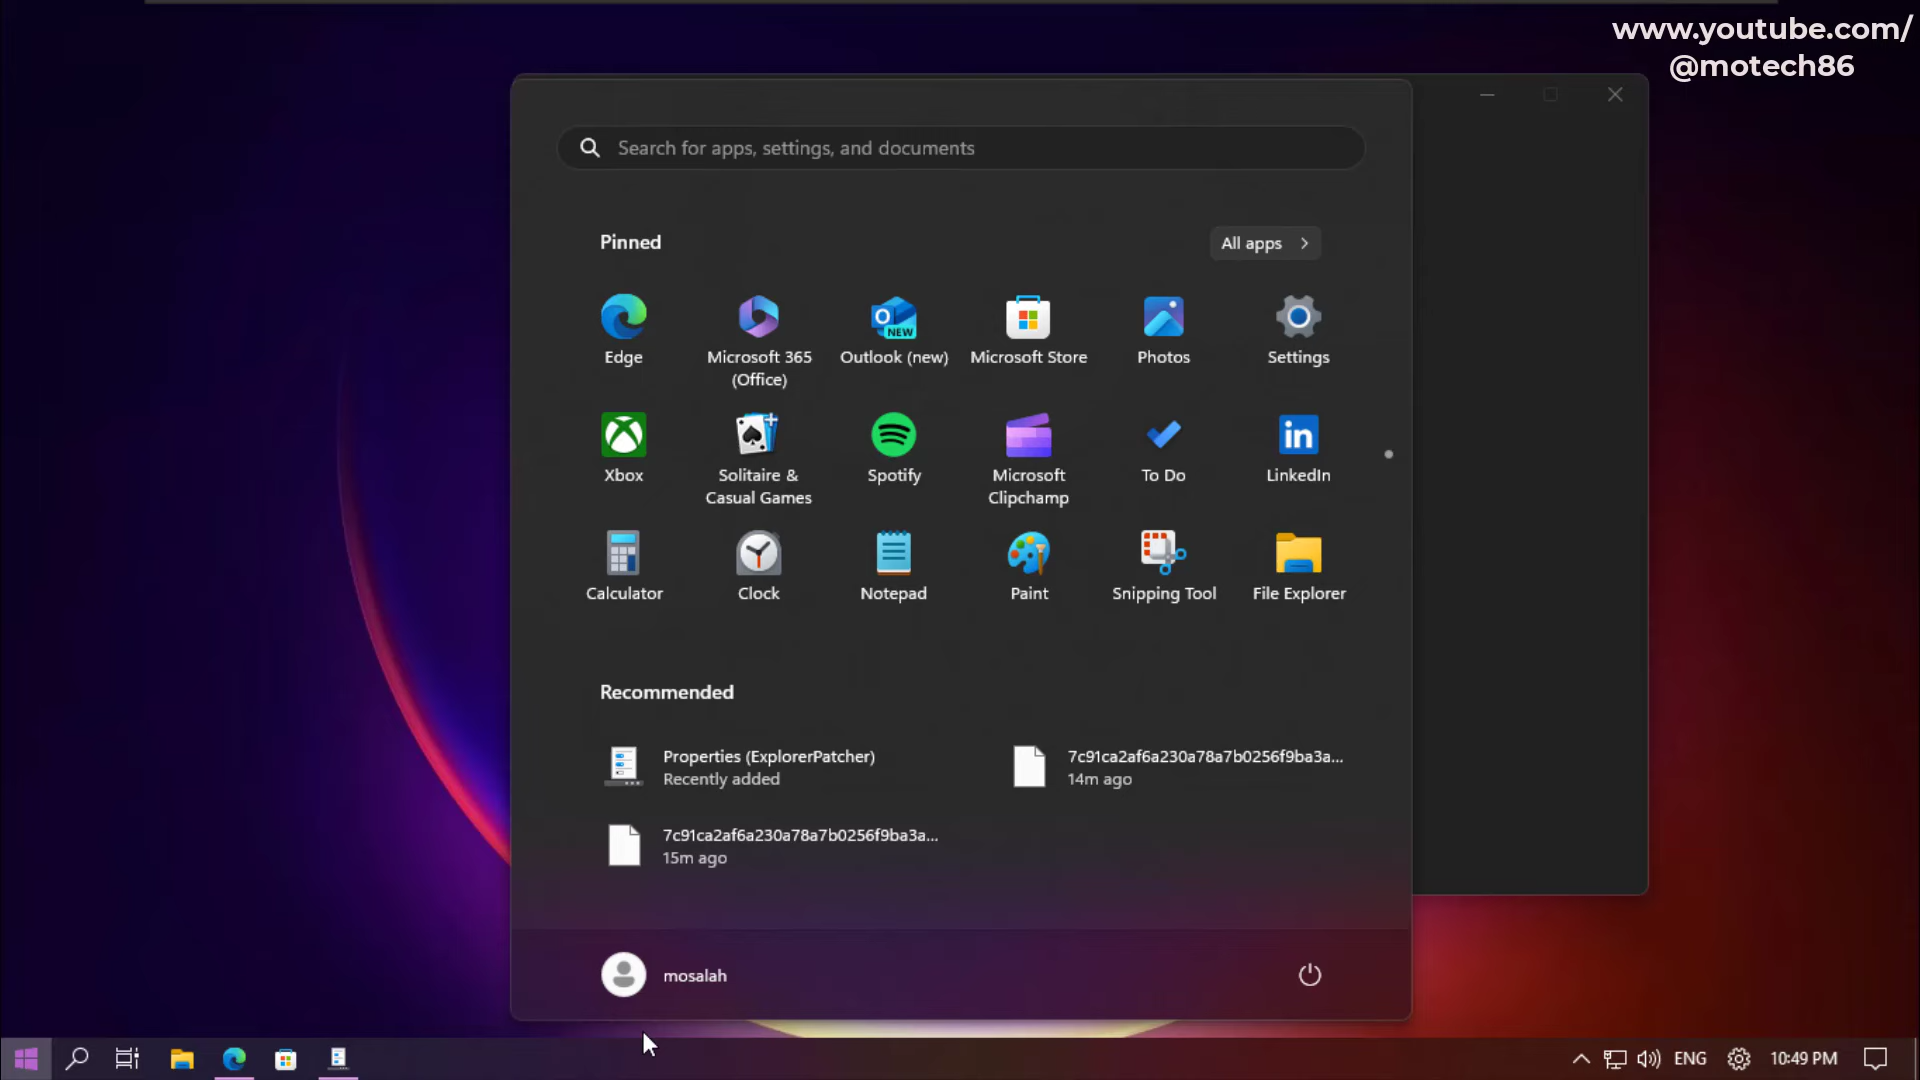 www.youtube.com/
@motech86
Search for apps, settings, and documents
Pinned
All apps
Edge
Microsoft 365
(Office)
Outlook (new)
Microsoft Store
Photos
Settings
Xbox
Solitaire &
Casual Games
Spotify
Microsoft
Clipchamp
To Do
LinkedIn
Calculator
Clock
Notepad
Paint
Snipping Tool
File Explorer
Recommended
Properties (ExplorerPatcher)
Recently added
7c91ca2af6a230a78a7b0256f9ba3a...
14m ago
7c91ca2af6a230a78a7b0256f9ba3a...
15m ago
mosalah
ENG
10:49 PM